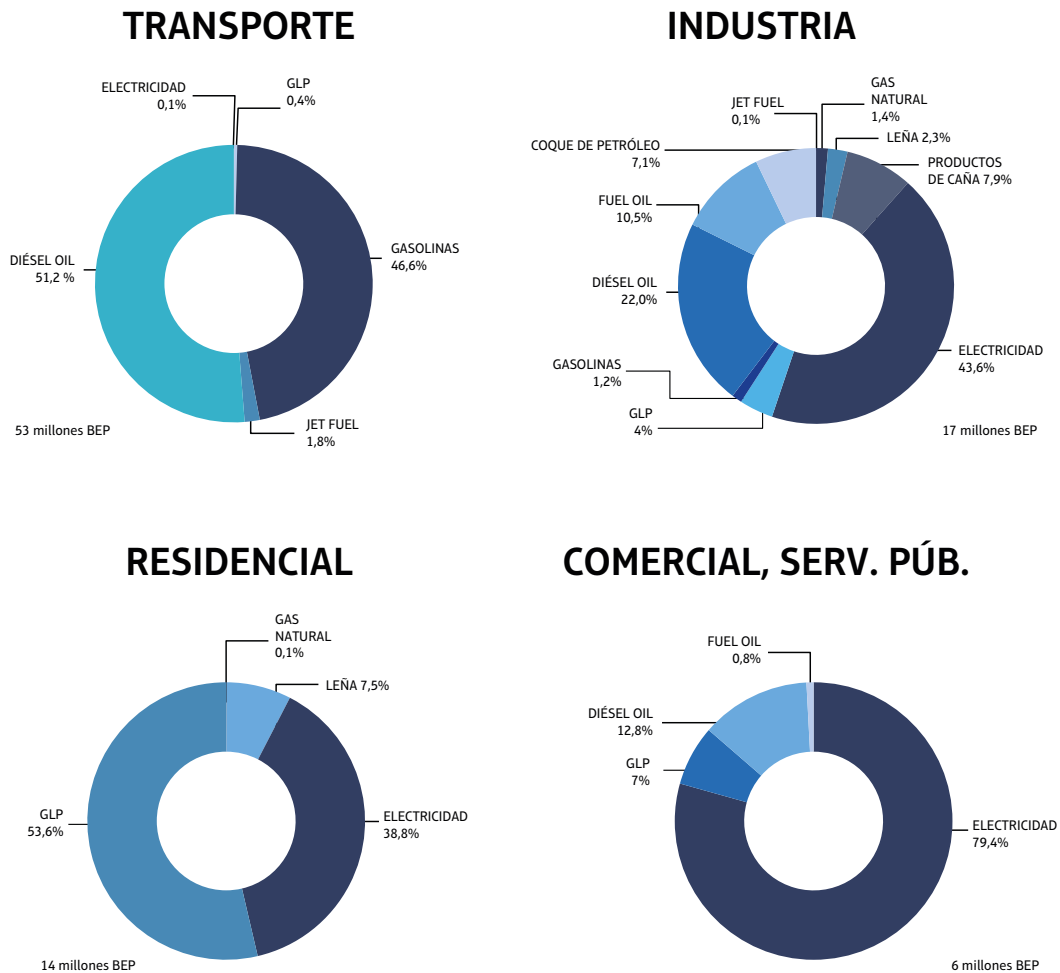 TRANSPORTE
ELECTRICIDAD
0,1%
GLP
0,4%
DIÉSEL OIL
51,2 %
GASOLINAS
46,6%
JET FUEL
1,8%
53 millones BEP
INDUSTRIA
JET FUEL
0,1%
GAS
NATURAL
1,4%
LEÑA 2,3%
PRODUCTOS
DE CAÑA 7,9%
COQUE DE PETRÓLEO
7,1%
FUEL OIL
10,5%
DIÉSEL OIL
22,0%
GASOLINAS
1,2%
GLP
4%
ELECTRICIDAD
43,6%
17 millones BEP
RESIDENCIAL
GAS
NATURAL
0,1%
LEÑA 7,5%
GLP
53,6%
ELECTRICIDAD
38,8%
14 millones BEP
COMERCIAL, SERV. PÚB.
FUEL OIL
0,8%
DIÉSEL OIL
12,8%
GLP
7%
ELECTRICIDAD
79,4%
6 millones BEP